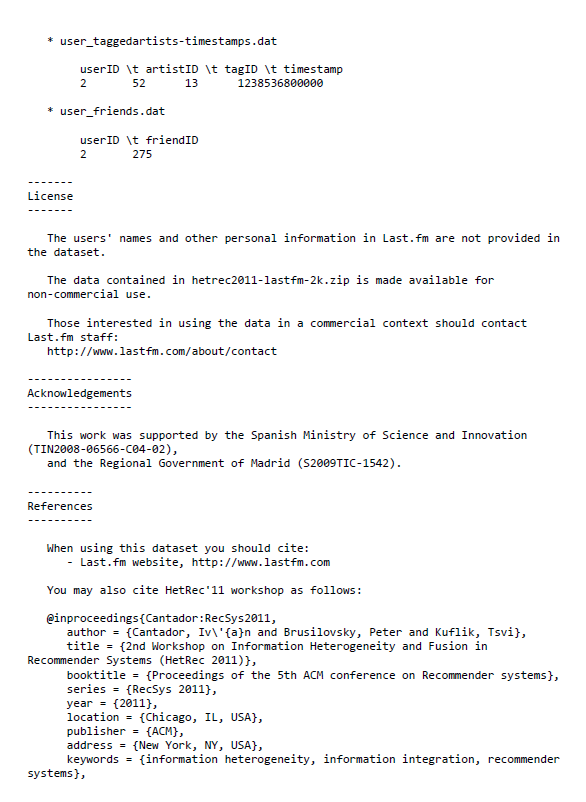 * user_taggedartists-timestamps.dat
userID \t artistID \t tagID \t timestamp
2 52 13 1238536800000
* user_friends.dat
userID \t friendID
2 275
-------
License
-------
The users' names and other personal information in Last.fm are not provided in
the dataset.
The data contained in hetrec2011-lastfm-2k.zip is made available for
non-commercial use.
Those interested in using the data in a commercial context should contact
Last.fm staff:
http://www.lastfm.com/about/contact
----------------
Acknowledgements
----------------
This work was supported by the Spanish Ministry of Science and Innovation
(TIN2008-06566-C04-02),
and the Regional Government of Madrid (S2009TIC-1542).
----------
References
----------
When using this dataset you should cite:
- Last.fm website, http://www.lastfm.com
You may also cite HetRec'11 workshop as follows:
@inproceedings{Cantador:RecSys2011,
author = {Cantador, Iv\'{a}n and Brusilovsky, Peter and Kuflik, Tsvi},
title = {2nd Workshop on Information Heterogeneity and Fusion in
Recommender Systems (HetRec 2011)},
booktitle = {Proceedings of the 5th ACM conference on Recommender systems},
series = {RecSys 2011},
year = {2011},
location = {Chicago, IL, USA},
publisher = {ACM},
address = {New York, NY, USA},
keywords = {information heterogeneity, information integration, recommender
systems},